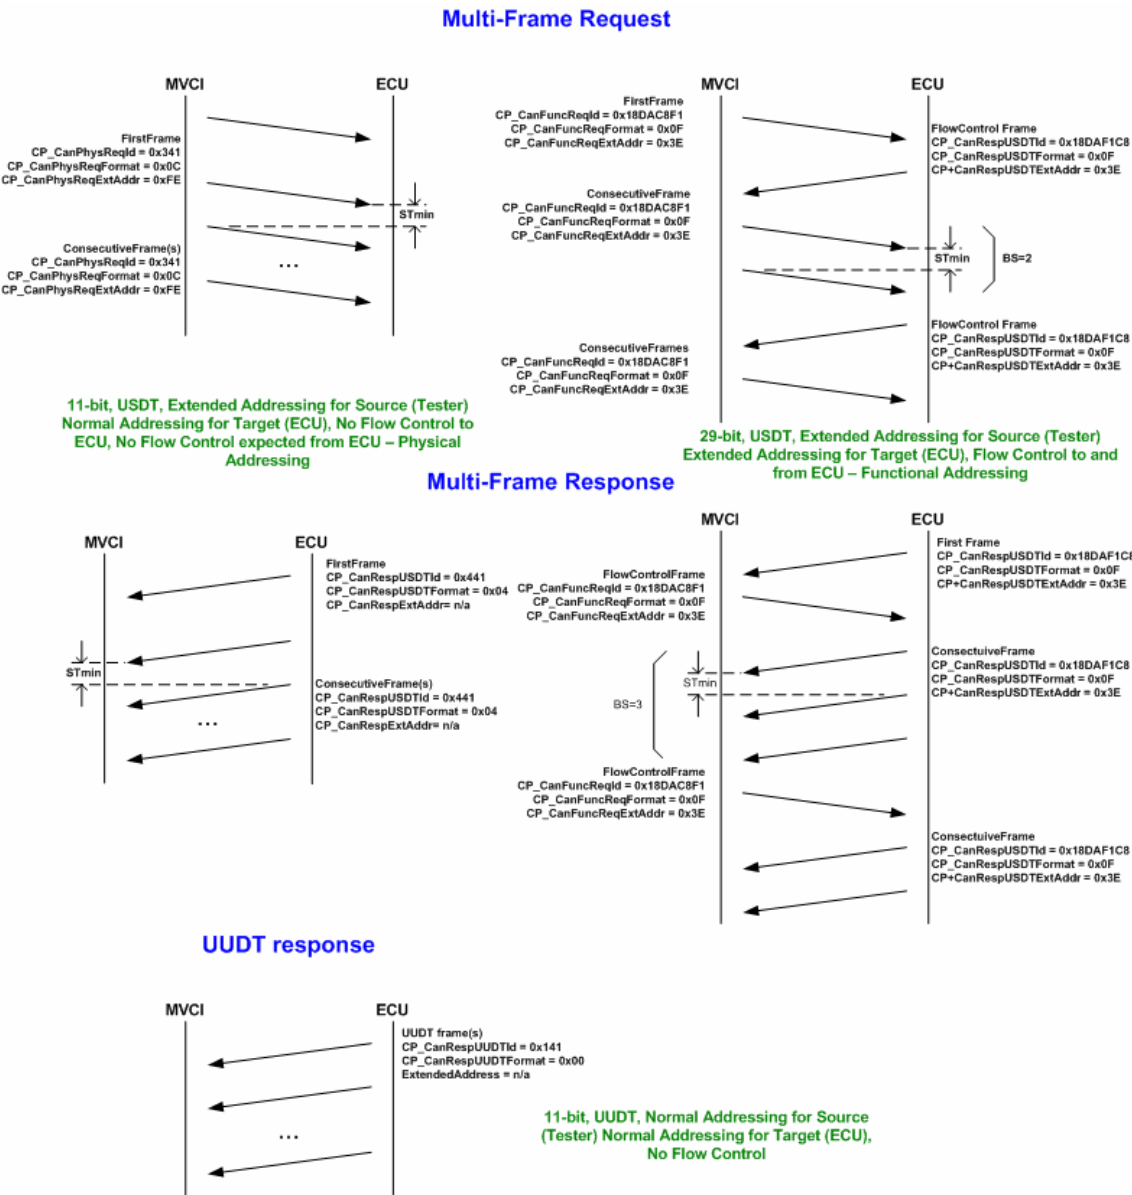 Multi-Frame Request
MVCI
ECU
FirstFrame
CP_CanPhysReqId = 0x341
CP_CanPhysReqFormat = 0x0C
CP_CanPhysReqExtAddr = 0xFE
STmin
ConsecutiveFrame(s)
CP_CanPhysReqId = 0x341
CP_CanPhysReqFormat = 0x0C
CP_CanPhysReqExtAddr = 0xFE
...
11-bit, USDT, Extended Addressing for Source (Tester)
Normal Addressing for Target (ECU), No Flow Control to
ECU, No Flow Control expected from ECU – Physical
Addressing
MVCI
ECU
FirstFrame
CP_CanFuncReqId = 0x18DAC8F1
CP_CanFuncReqFormat = 0x0F
CP_CanFuncReqExtAddr = 0x3E
FlowControl Frame
CP_CanRespUSDTId = 0x18DAF1C8
CP_CanRespUSDTFormat = 0x0F
CP+CanRespUSDTExtAddr = 0x3E
ConsecutiveFrame
CP_CanFuncReqId = 0x18DAC8F1
CP_CanFuncReqFormat = 0x0F
CP_CanFuncReqExtAddr = 0x3E
STmin
BS=2
FlowControl Frame
CP_CanRespUSDTId = 0x18DAF1C8
CP_CanRespUSDTFormat = 0x0F
CP+CanRespUSDTExtAddr = 0x3E
ConsecutiveFrames
CP_CanFuncReqId = 0x18DAC8F1
CP_CanFuncReqFormat = 0x0F
CP_CanFuncReqExtAddr = 0x3E
29-bit, USDT, Extended Addressing for Source (Tester)
Extended Addressing for Target (ECU), Flow Control to and
from ECU – Functional Addressing
Multi-Frame Response
MVCI
ECU
FirstFrame
CP_CanRespUSDTId = 0x441
CP_CanRespUSDTFormat = 0x04
CP_CanRespExtAddr= n/a
STmin
ConsecutiveFrame(s)
CP_CanRespUSDTId = 0x441
CP_CanRespUSDTFormat = 0x04
CP_CanRespExtAddr= n/a
...
MVCI
ECU
First Frame
CP_CanRespUSDTId = 0x18DAF1C8
CP_CanRespUSDTFormat = 0x0F
CP+CanRespUSDTExtAddr = 0x3E
FlowControlFrame
CP_CanFuncReqId = 0x18DAC8F1
CP_CanFuncReqFormat = 0x0F
CP_CanFuncReqExtAddr = 0x3E
ConsectuiveFrame
CP_CanRespUSDTId = 0x18DAF1C8
CP_CanRespUSDTFormat = 0x0F
CP+CanRespUSDTExtAddr = 0x3E
STmin
BS=3
FlowControlFrame
CP_CanFuncReqId = 0x18DAC8F1
CP_CanFuncReqFormat = 0x0F
CP_CanFuncReqExtAddr = 0x3E
ConsectuiveFrame
CP_CanRespUSDTId = 0x18DAF1C8
CP_CanRespUSDTFormat = 0x0F
CP+CanRespUSDTExtAddr = 0x3E
UUDT response
MVCI
ECU
UUDT frame(s)
CP_CanRespUUDTId = 0x141
CP_CanRespUUDTFormat = 0x00
ExtendedAddress = n/a
...
11-bit, UUDT, Normal Addressing for Source
(Tester) Normal Addressing for Target (ECU),
No Flow Control